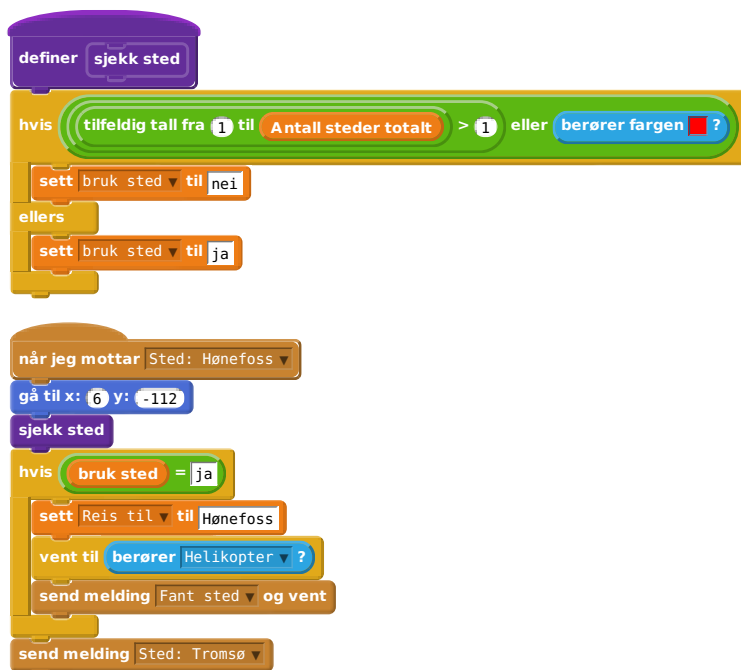 definer sjekk sted
hvis tilfeldig tall fra 1 til Antall steder totalt > 1 eller berører fargen ?
sett bruk sted til nei
ellers
sett bruk sted til ja
når jeg mottar Sted: Hønefoss
gå til x: 6 y: -112
sjekk sted
hvis bruk sted = ja
sett Reis til til Hønefoss
vent til berører Helikopter ?
send melding Fant sted og vent
send melding Sted: Tromsø